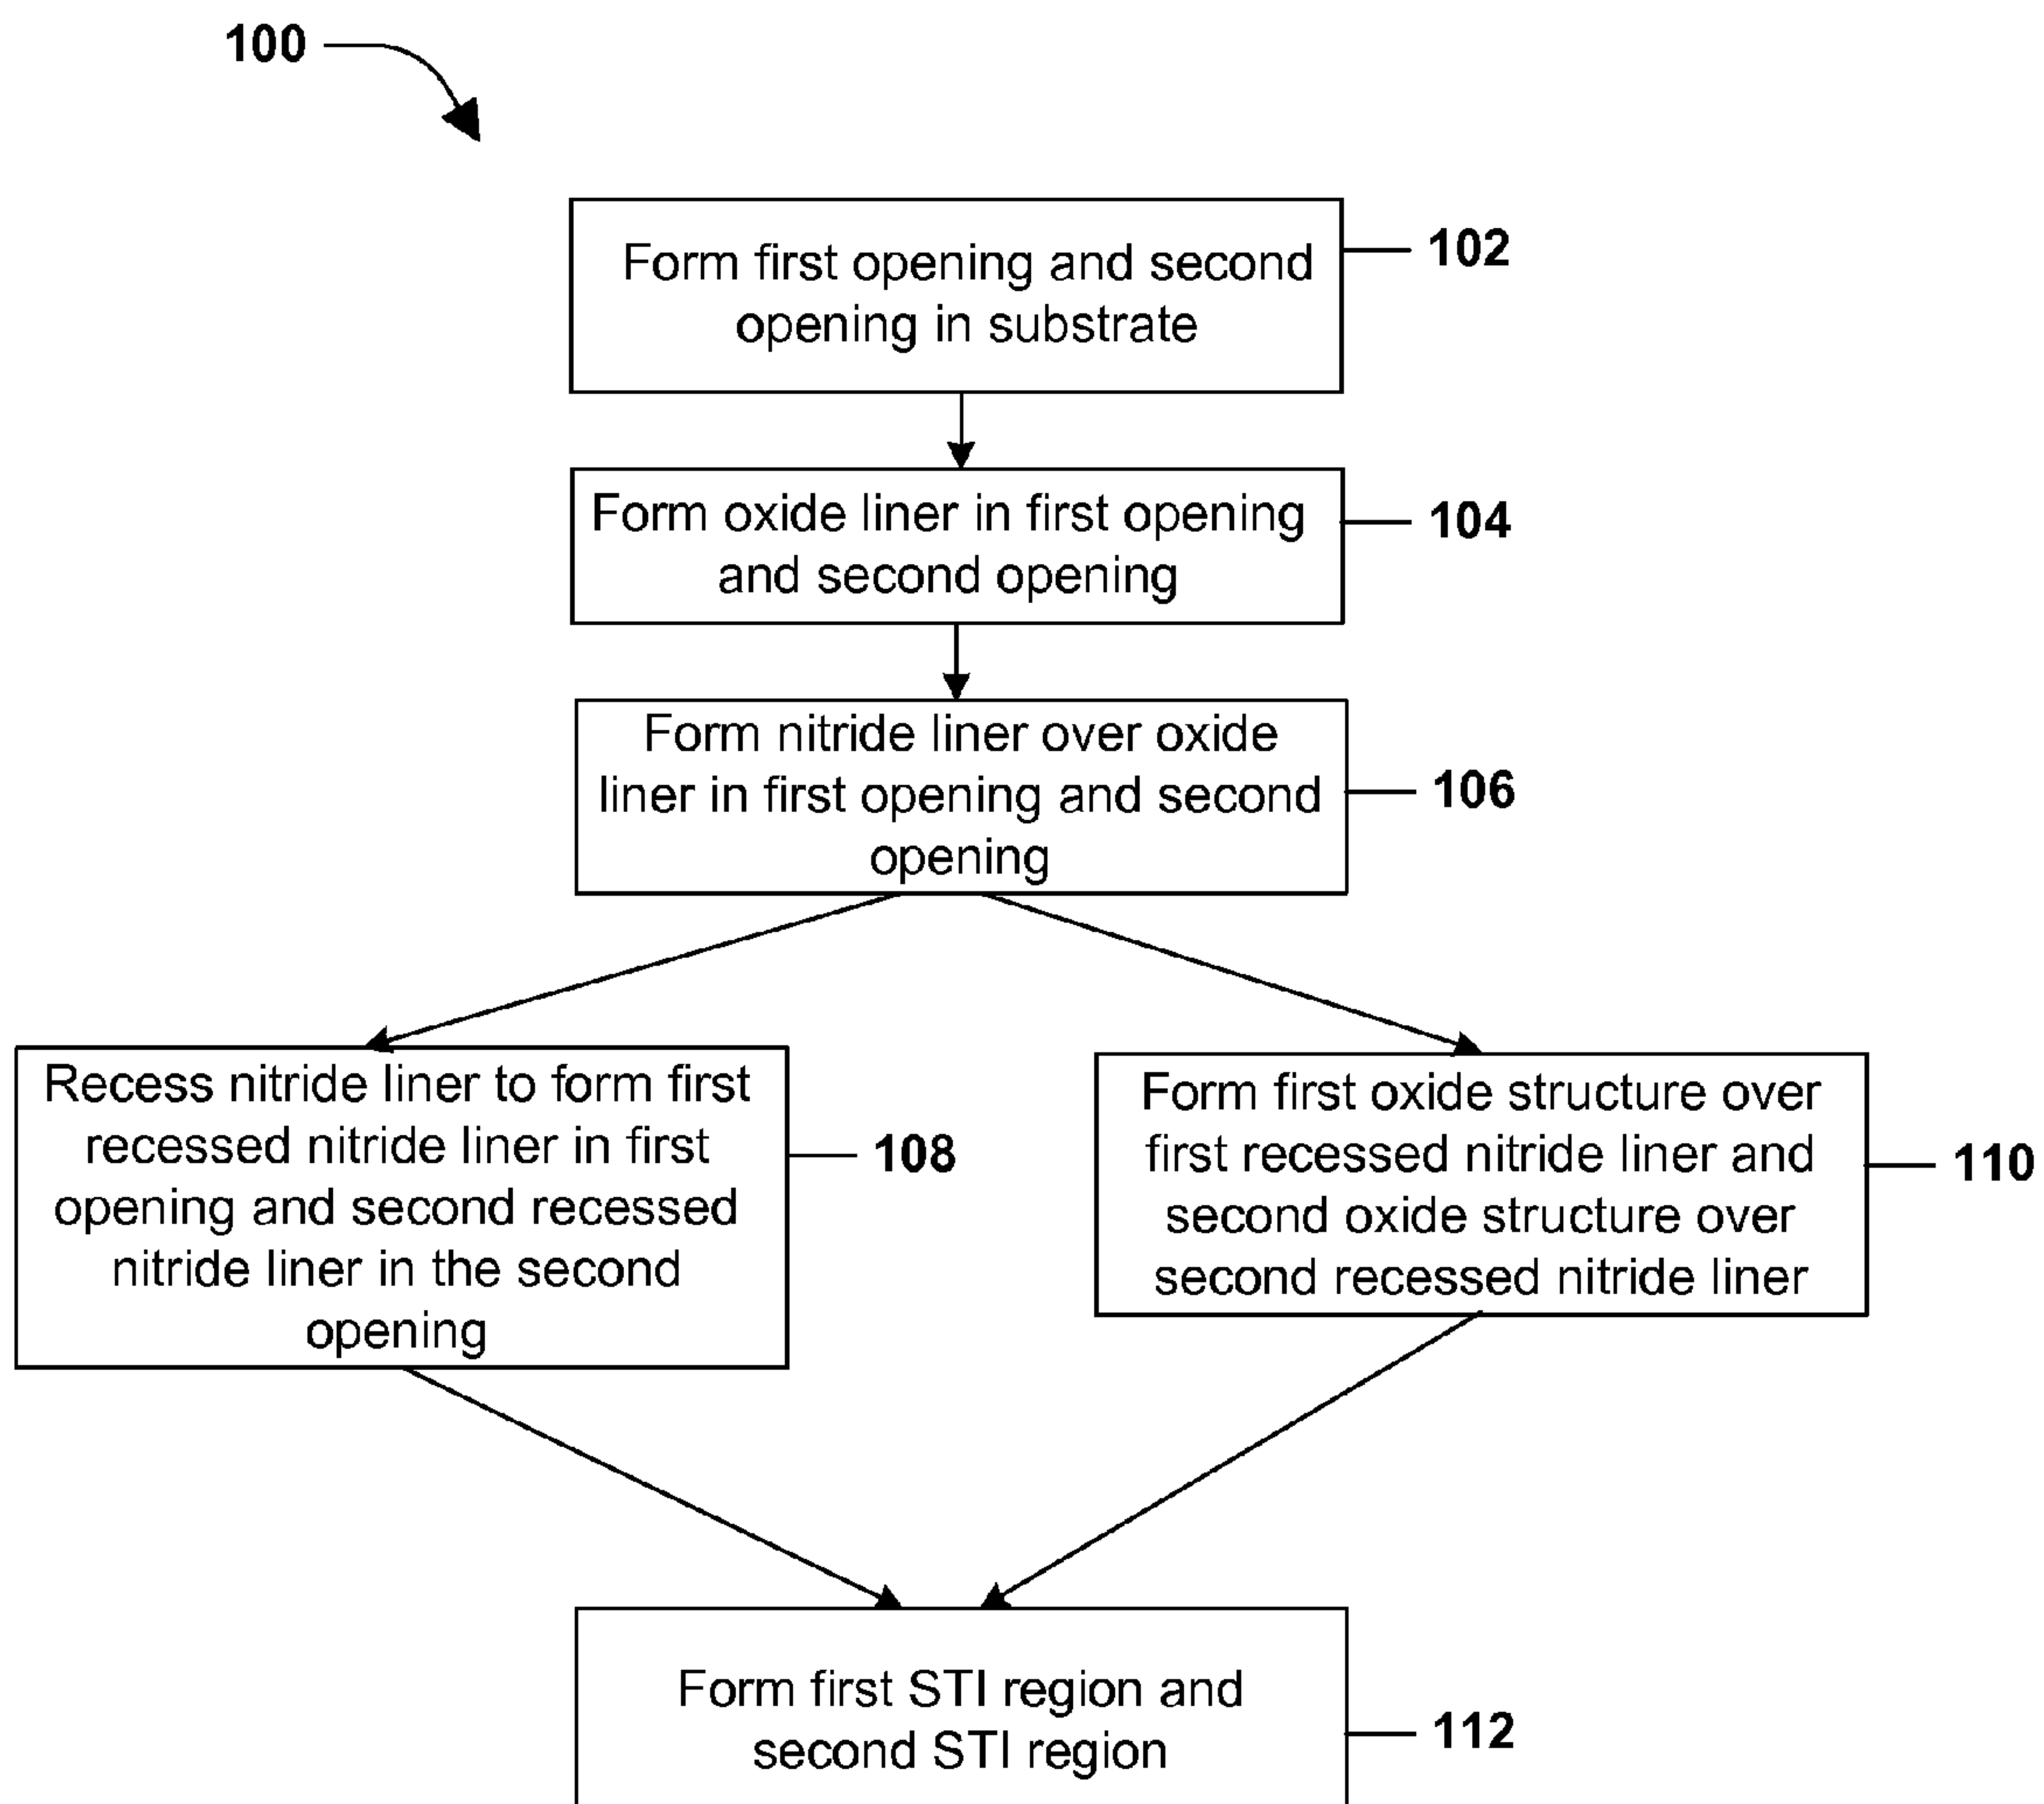 100
Form first opening and second
opening in substrate
102
Form oxide liner in first opening
and second opening
104
Form nitride liner over oxide
liner in first opening and second
opening
106
Recess nitride liner to form first
recessed nitride liner in first
opening and second recessed
nitride liner in the second
opening
108
Form first oxide structure over
first recessed nitride liner and
second oxide structure over
second recessed nitride liner
110
Form first STI region and
second STI region
112